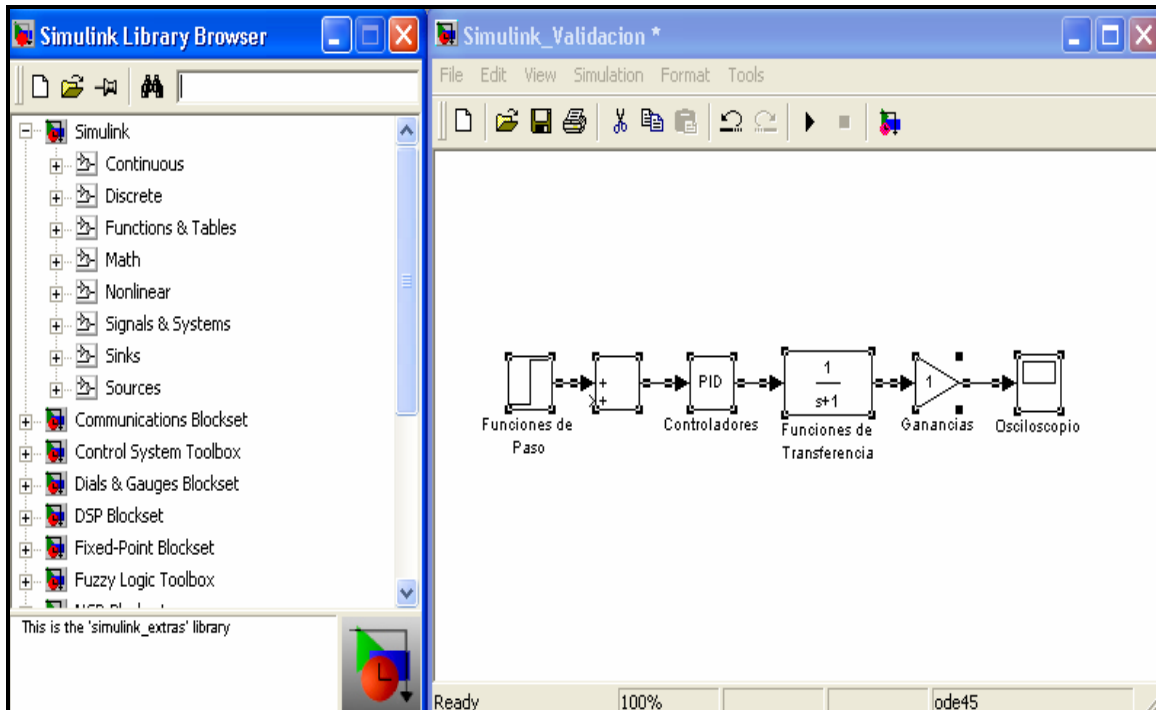 Simulink Library Browser
Simulink
Continuous
Discrete
Functions & Tables
Math
Nonlinear
Signals & Systems
Sinks
Sources
Communications Blockset
Control System Toolbox
Dials & Gauges Blockset
DSP Blockset
Fixed-Point Blockset
Fuzzy Logic Toolbox
This is the 'simulink_extras' library
Simulink_Validacion *
File Edit View Simulation Format Tools
+
+
PID
1
s+1
1
Funciones de
Paso
Controladores
Funciones de
Transferencia
Ganancias
Osciloscopio
Ready 100% ode45